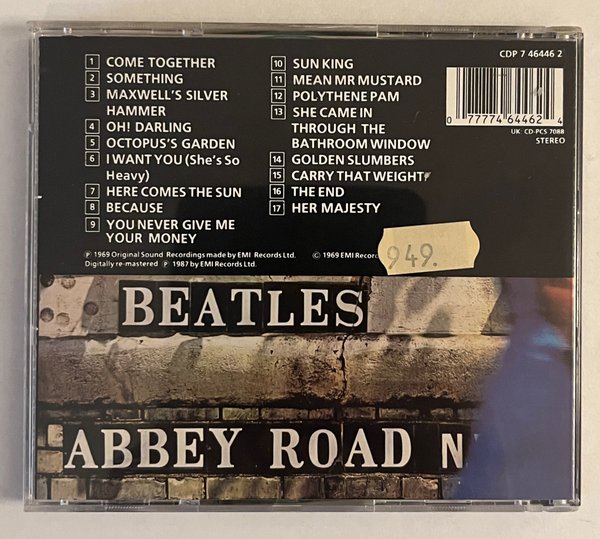 1 COME TOGETHER
2 SOMETHING
3 MAXWELL'S SILVER
HAMMER
4 OH! DARLING
5 OCTOPUS'S GARDEN
6 I WANT YOU (She's So
Heavy)
7 HERE COMES THE SUN
8 BECAUSE
9 YOU NEVER GIVE ME
YOUR MONEY
10 SUN KING
11 MEAN MR MUSTARD
12 POLYTHENE PAM
13 SHE CAME IN
THROUGH THE
BATHROOM WINDOW
14 GOLDEN SLUMBERS
15 CARRY THAT WEIGHT
16 THE END
17 HER MAJESTY
CDP 7 46446 2
0 77774 64462 4
UK: CD-PCS 7088
STEREO
℗ 1969 Original Sound Recordings made by EMI Records Ltd. © 1969 EMI Records
Digitally re-mastered ℗ 1987 by EMI Records Ltd.
949.
BEATLES
ABBEY ROAD N